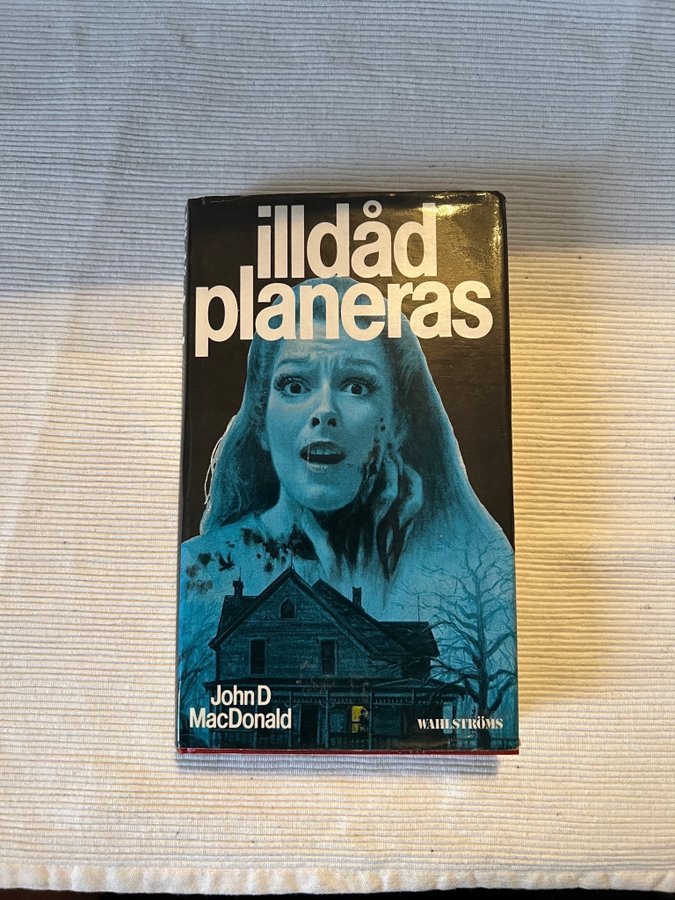 illdåd
planeras
John D
MacDonald
WAHLSTRÖMS